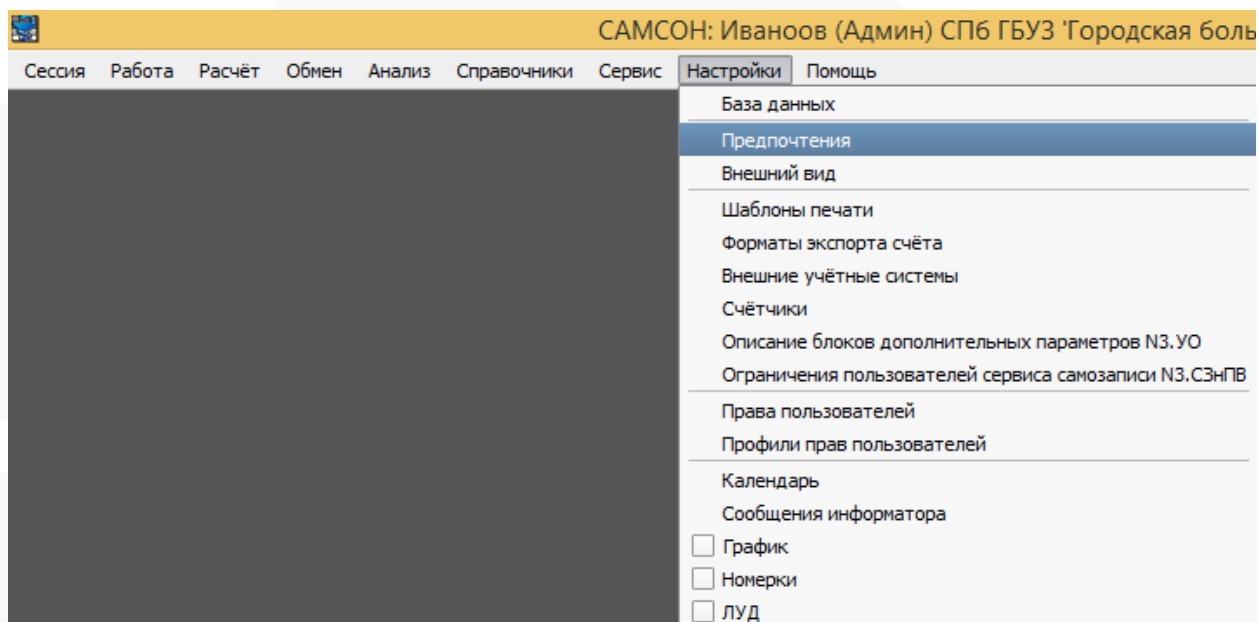 САМСОН: Иваноов (Админ) СПб ГБУЗ 'Городская боль
Сессия Работа Расчёт Обмен Анализ Справочники Сервис Настройки Помощь
База данных
Предпочтения
Внешний вид
Шаблоны печати
Форматы экспорта счёта
Внешние учётные системы
Счётчики
Описание блоков дополнительных параметров N3.УО
Ограничения пользователей сервиса самозаписи N3.СЗнПВ
Права пользователей
Профили прав пользователей
Календарь
Сообщения информатора
График
Номерки
ЛУД